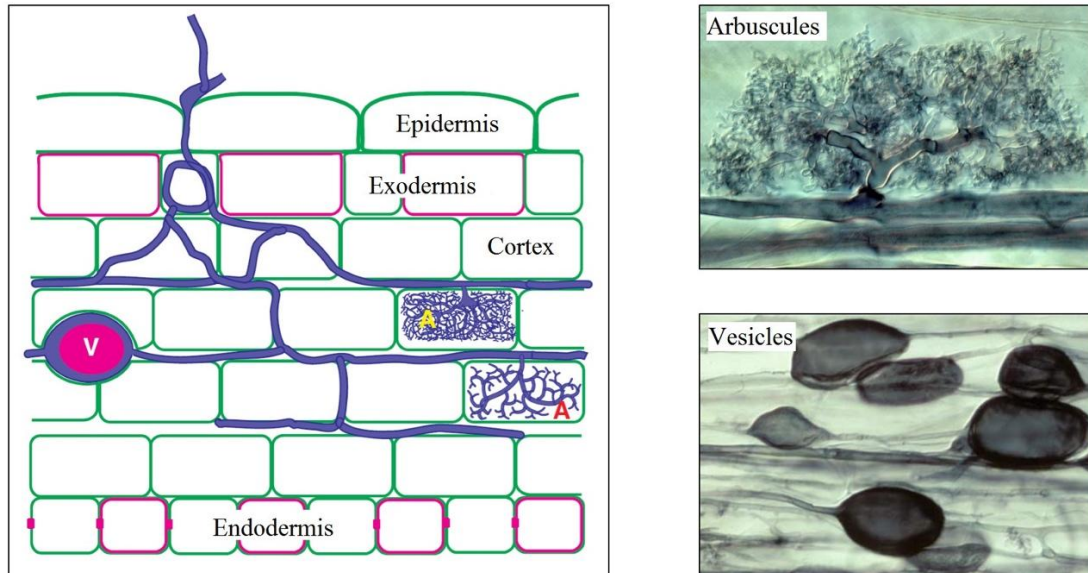 Epidermis
Exodermis
Cortex
A
V
A
Endodermis
Arbuscules
Vesicles